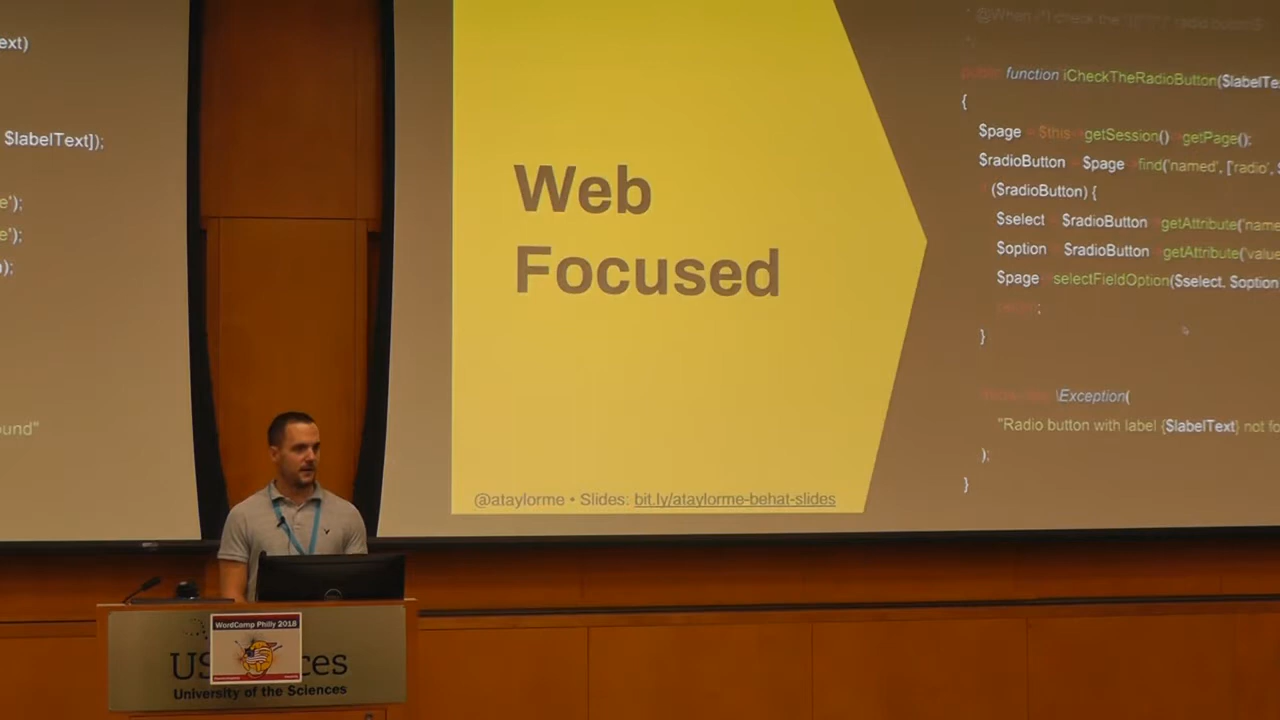 ext)
$labelText]);
e');
e');
);
ound"
Web
Focused
@ataylorme • Slides: bit.ly/ataylorme-behat-slides
function iCheckTheRadioButton($labelTe
{
$page $this getSession() getPage();
$radioButton $page find('named', ['radio',
($radioButton) {
$select $radioButton getAttribute('name
$option $radioButton getAttribute('value
$page selectFieldOption($select, $option
;
}
\Exception(
"Radio button with label {$labelText} not fo
);
}
WordCamp Philly 2018
University of the Sciences